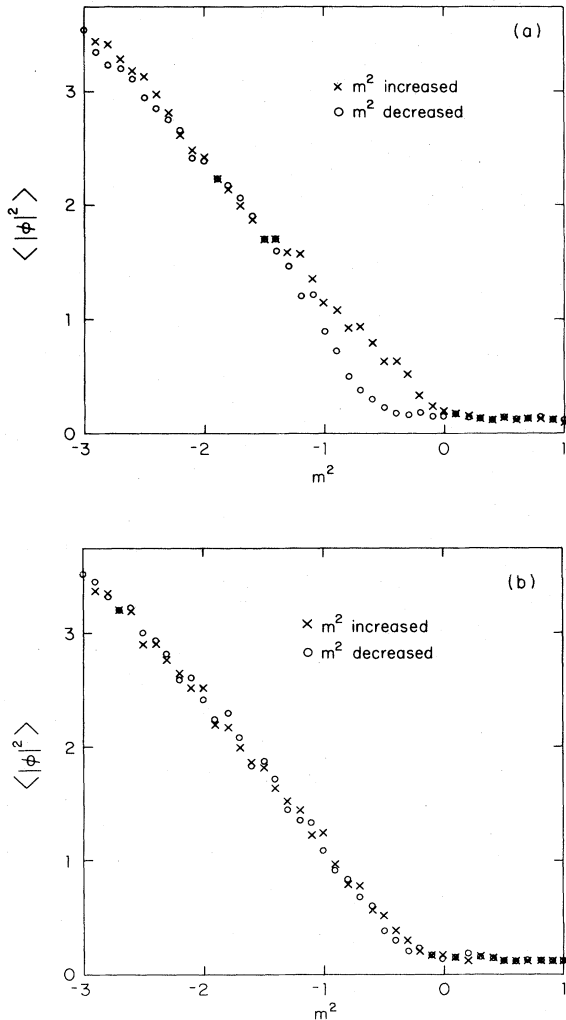 (a)
× m² increased
○ m² decreased
⟨|ϕ|²⟩
3
2
1
0
-3 -2 -1 0 1
m²
(b)
× m² increased
○ m² decreased
⟨|ϕ|²⟩
3
2
1
0
-3 -2 -1 0 1
m²